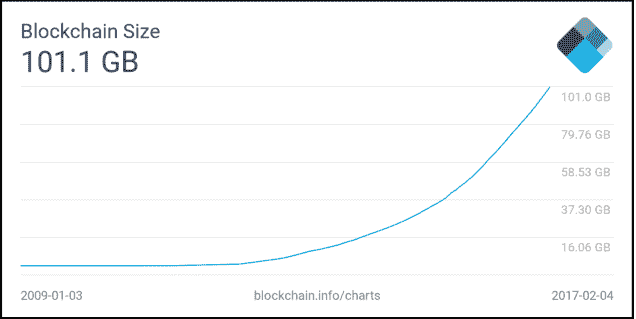 Blockchain Size
101.1 GB
101.0 GB
79.76 GB
58.53 GB
37.30 GB
16.06 GB
2009-01-03 blockchain.info/charts 2017-02-04